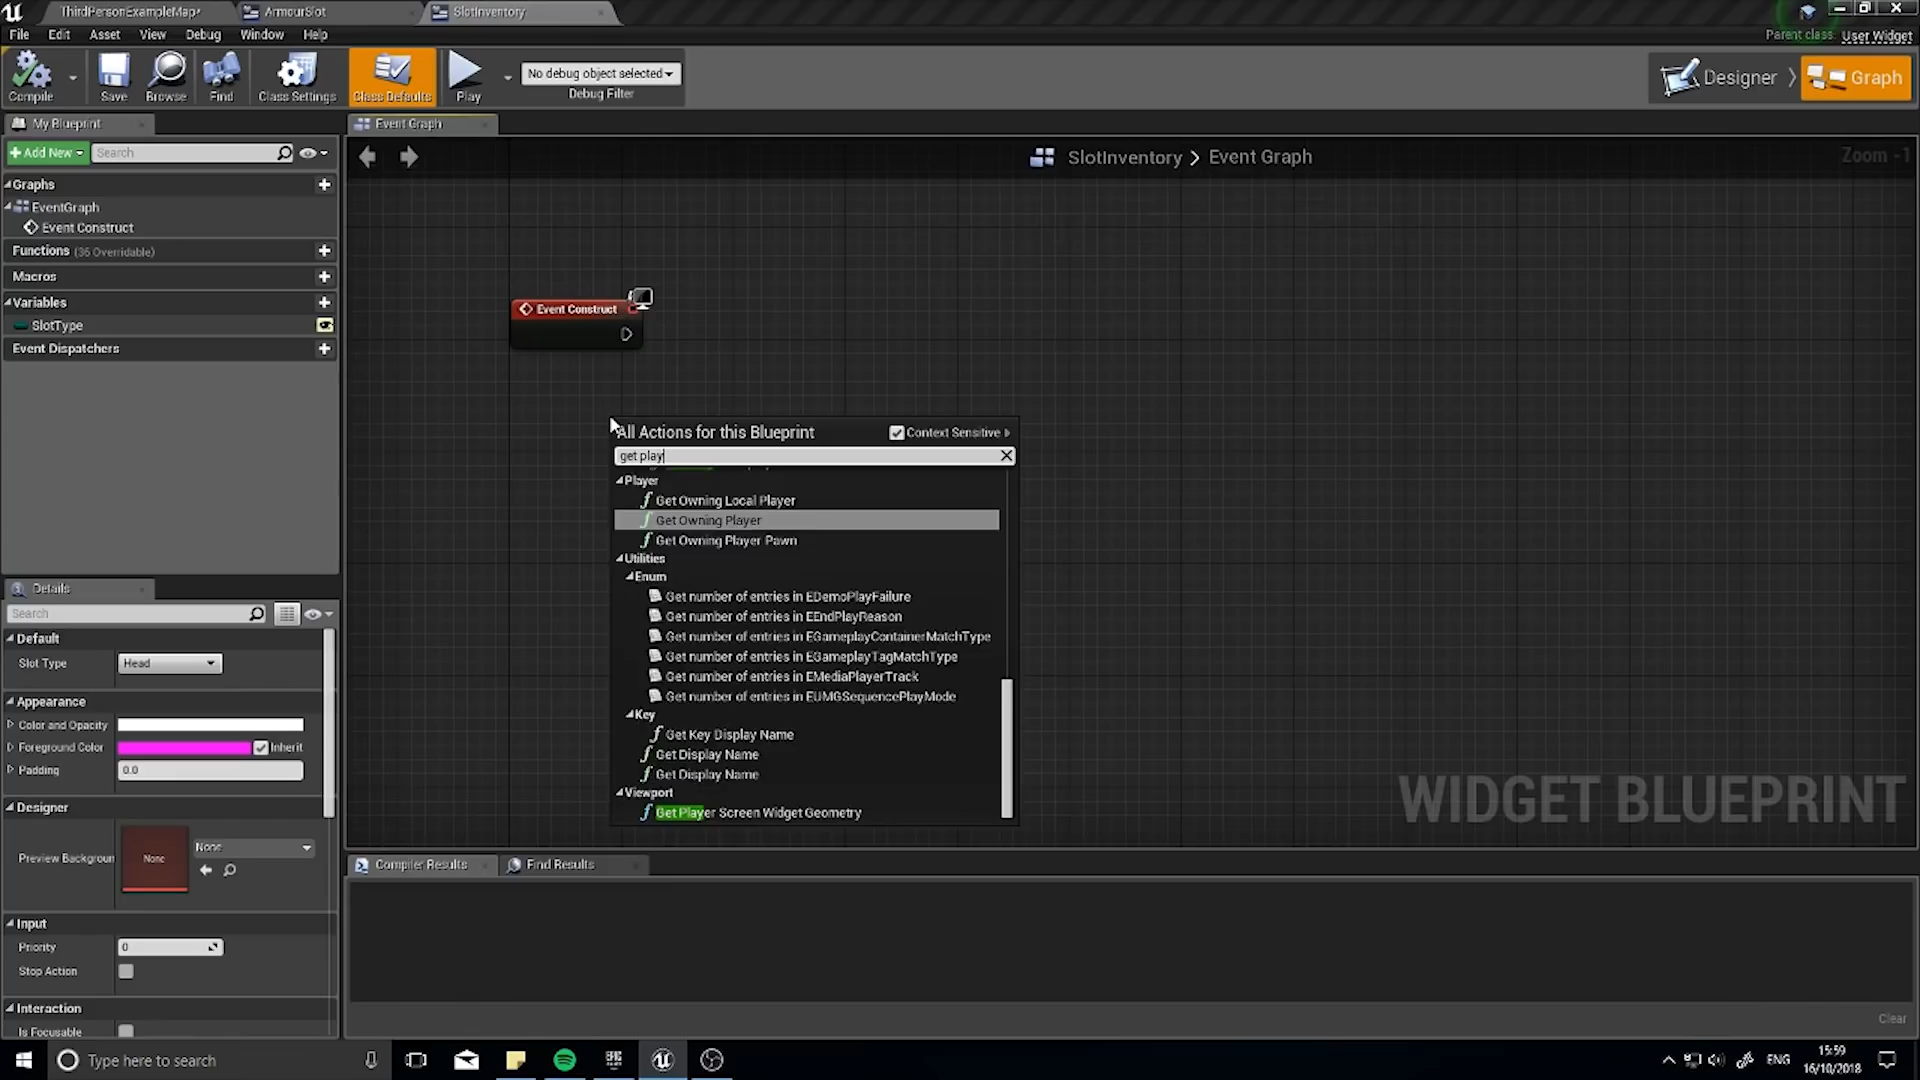 ThirdPersonExampleMap*
ArmourSlot
SlotInventory
File Edit Asset View Debug Window Help
Parent class: User Widget
Compile
Save
Browse
Find
Class Settings
Class Defaults
Play
No debug object selected
Debug Filter
Designer
Graph
My Blueprint
Event Graph
Add New
Search
SlotInventory > Event Graph
Zoom -1
Graphs
EventGraph
Event Construct
Functions (36 Overridable)
Macros
Variables
SlotType
Event Dispatchers
Event Construct
All Actions for this Blueprint
Context Sensitive
get play
Player
Get Owning Local Player
Get Owning Player
Get Owning Player Pawn
Utilities
Enum
Get number of entries in EDemoPlayFailure
Get number of entries in EEndPlayReason
Get number of entries in EGameplayContainerMatchType
Get number of entries in EGameplayTagMatchType
Get number of entries in EMediaPlayerTrack
Get number of entries in EUMGSequencePlayMode
Key
Get Key Display Name
Get Display Name
Get Display Name
Viewport
Get Player Screen Widget Geometry
WIDGET BLUEPRINT
Details
Search
Default
Slot Type
Head
Appearance
Color and Opacity
Foreground Color
Inherit
Padding
0.0
Designer
Preview Backgroun
None
None
Input
Priority
0
Stop Action
Interaction
Is Focusable
Compiler Results
Find Results
Clear
Type here to search
ENG
15:59
16/10/2018